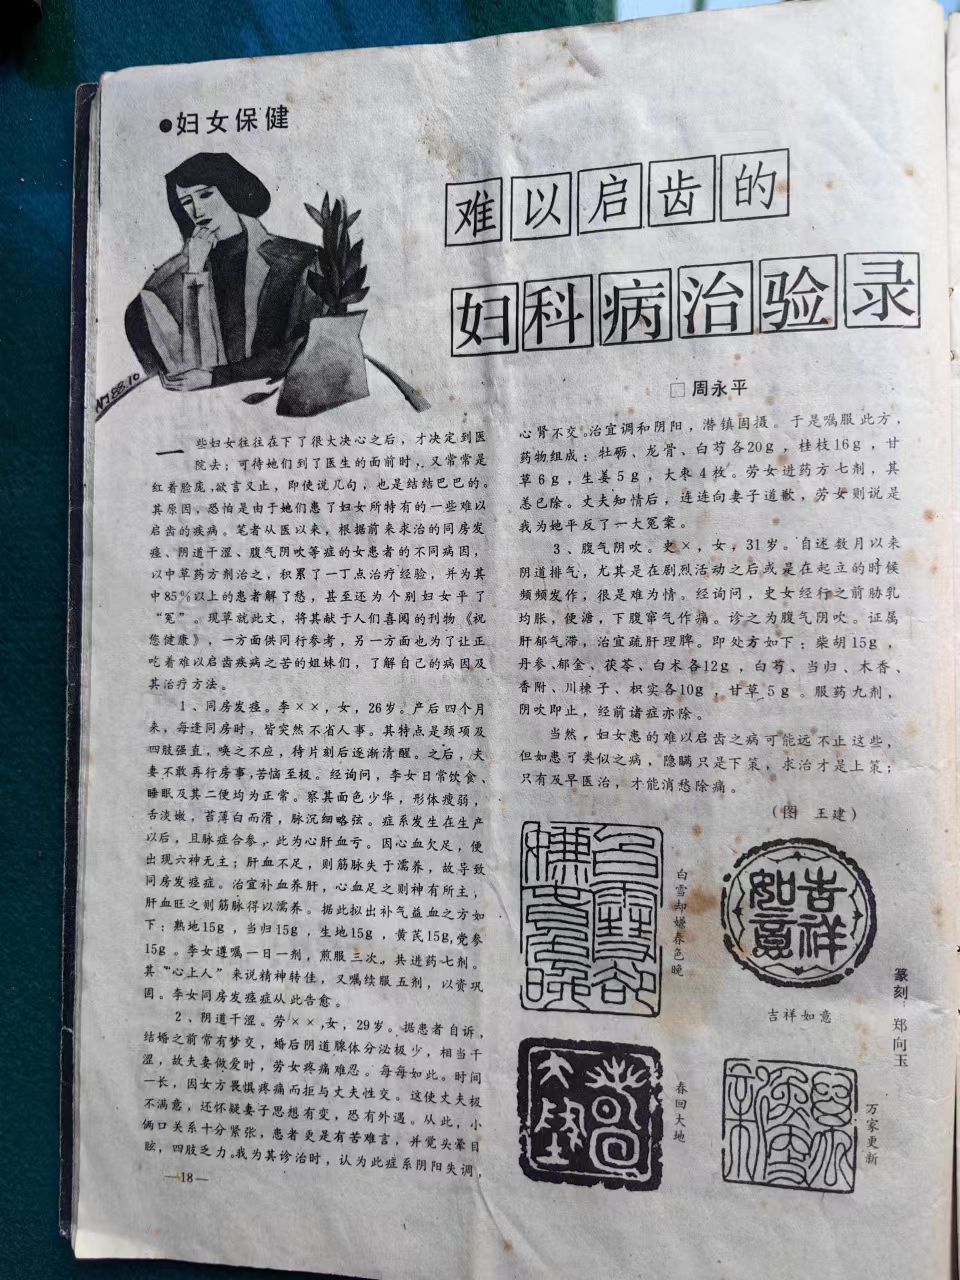 ●妇女保健
难以启齿的
妇科病治验录
□周永平
一些妇女往往在下了很大决心之后，才决定到医
院去；可待她们到了医生的面前时，又常常是
红着脸庞，欲言又止，即使说几句，也是结结巴巴的。
其原因，恐怕是由于她们患了妇女所特有的一些难以
启齿的疾病。笔者从医以来，根据前来求治的同房发
痉、阴道干涩、腹气阴吹等症的女患者的不同病因，
以中草药方剂治之，积累了一丁点治疗经验，并为其
中85%以上的患者解了愁，甚至还为个别妇女平了
“冤”。现草就此文，将其献于人们喜阅的刊物《祝
您健康》，一方面供同行参考，另一方面也为了让正
吃着难以启齿疾病之苦的姐妹们，了解自己的病因及
其治疗方法。
1、同房发痉。李××，女，26岁。产后四个月
来，每逢同房时，皆突然不省人事。其特点是颈项及
四肢强直，唤之不应，待片刻后逐渐清醒。之后，夫
妻不敢再行房事，苦恼至极。经询问，李女日常饮食、
睡眠及其二便均为正常。察其面色少华，形体瘦弱，
舌淡嫩，苔薄白而滑，脉沉细略弦。症系发生在生产
以后，且脉症合参，此为心肝血亏。因心血欠足，便
出现六神无主；肝血不足，则筋脉失于濡养，故导致
同房发痉症。治宜补血养肝，心血足之则神有所主，
肝血旺之则筋脉得以濡养。据此拟出补气益血之方如
下：熟地15g，当归15g，生地15g，黄芪15g，党参
15g。李女遵嘱一日一剂，煎服三次，共进药七剂。
其“心上人”来说精神转佳，又嘱续服五剂，以资巩
固。李女同房发痉症从此告愈。
2、阴道干涩。劳××，女，29岁。据患者自诉，
结婚之前常有梦交，婚后阴道腺体分泌极少，相当干
涩，故夫妻做爱时，劳女疼痛难忍。每每如此。时间
一长，因女方畏惧疼痛而拒与丈夫性交。这使丈夫极
不满意，还怀疑妻子思想有变，恐有外遇。从此，小
俩口关系十分紧张，患者更是有苦难言，并觉头晕目
眩，四肢乏力。我为其诊治时，认为此症系阴阳失调，
—18—
心肾不交。治宜调和阴阳，潜镇固摄。于是嘱服此方，
药物组成：牡砺、龙骨、白芍各20g，桂枝16g，甘
草6g，生姜5g，大枣4枚。劳女进药方七剂，其
恙已除。丈夫知情后，连连向妻子道歉，劳女则说是
我为她平反了一大冤案。
3、腹气阴吹。史×，女，31岁。自述数月以来
阴道排气，尤其是在剧烈活动之后或是在起立的时候
频频发作，很是难为情。经询问，史女经行之前胁乳
均胀，便溏，下腹窜气作痛。诊之为腹气阴吹。证属
肝郁气滞，治宜疏肝理脾。即处方如下：柴胡15g，
丹参、郁金、茯苓、白术各12g，白芍、当归、木香、
香附、川楝子、枳实各10g，甘草5g。服药九剂，
阴吹即止，经前诸症亦除。
当然，妇女患的难以启齿之病可能远不止这些，
但如患了类似之病，隐瞒只是下策，求治才是上策；
只有及早医治，才能消愁除痛。
（图 王建）
白雪却嫌春色晚
吉祥如意
吉祥如意
篆刻：郑向玉
春回大地
万家更新